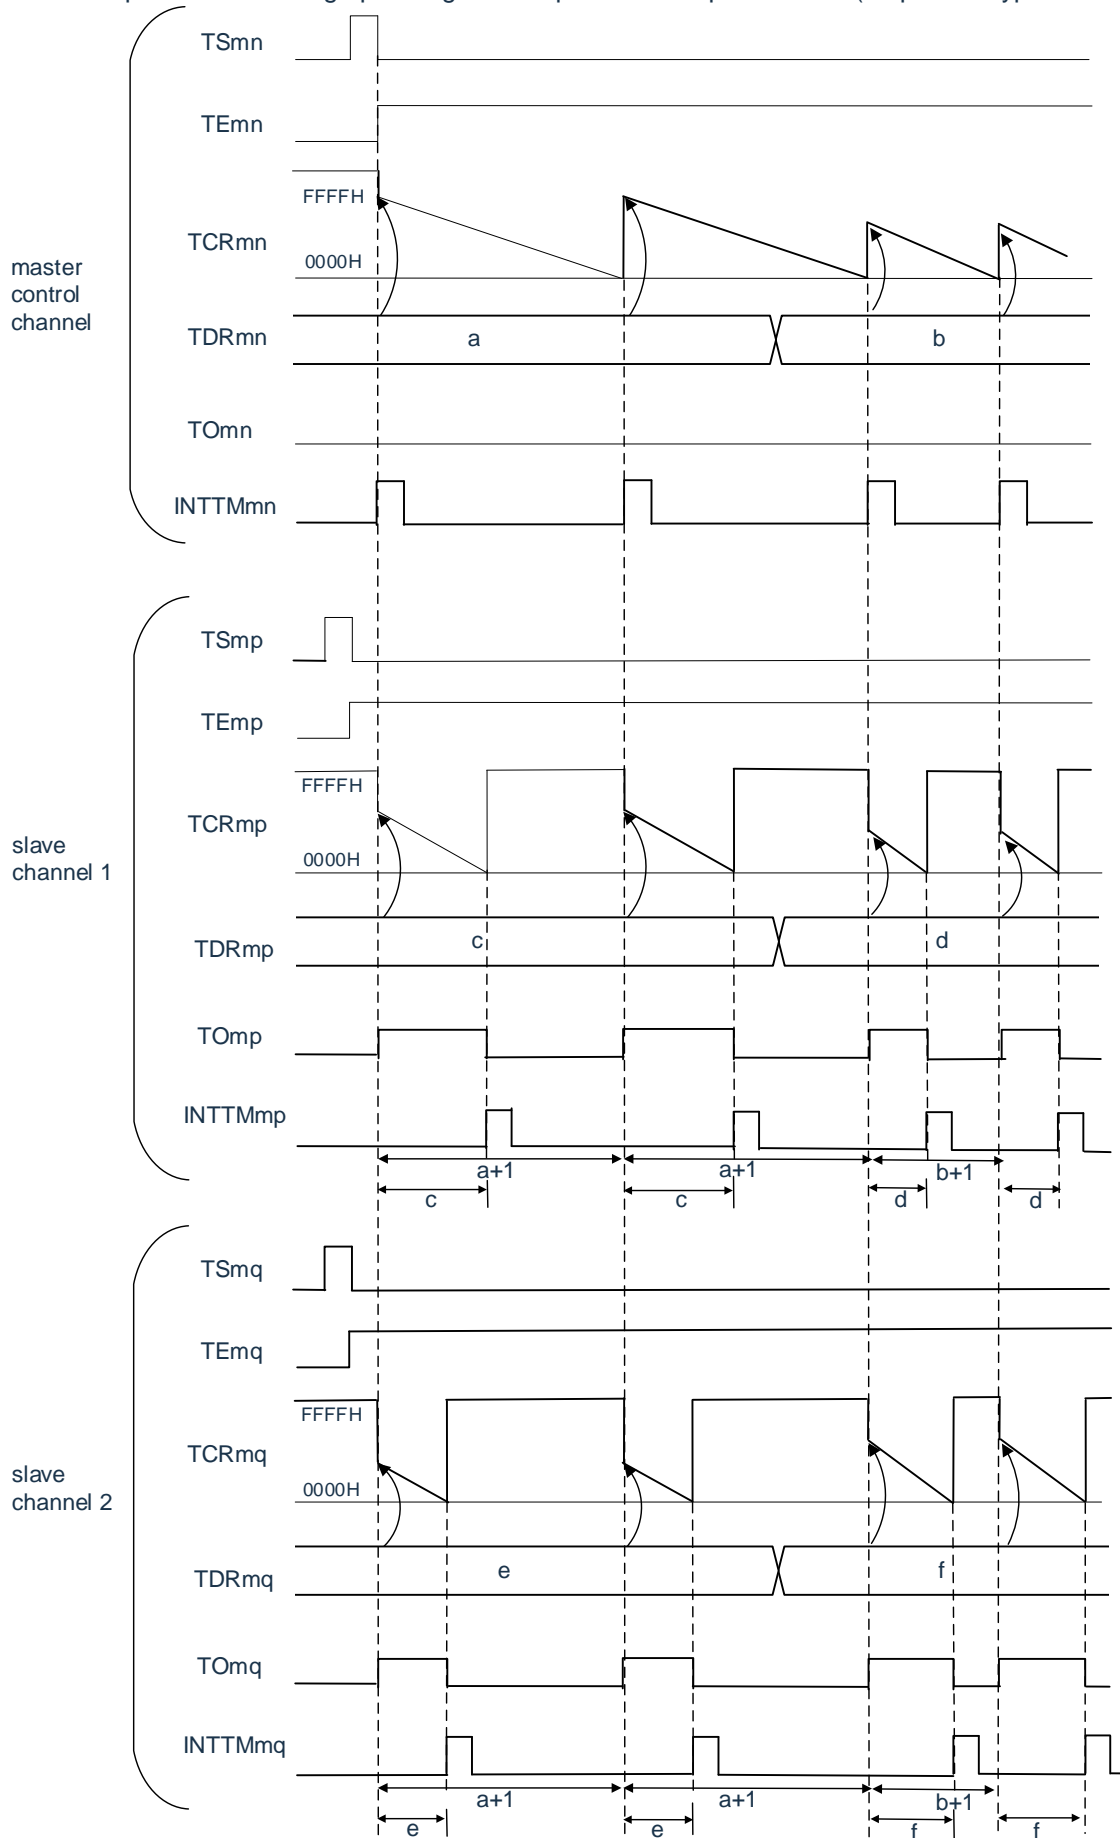 TSmn
TEmn
FFFFH
TCRmn
0000H
master
control
channel
TDRmn
a
b
TOmn
INTTMmn
TSmp
TEmp
FFFFH
TCRmp
0000H
slave
channel 1
TDRmp
c
d
TOmp
INTTMmp
a+1
a+1
b+1
c
c
d
d
TSmq
TEmq
FFFFH
TCRmq
0000H
slave
channel 2
TDRmq
e
f
TOmq
INTTMmq
a+1
a+1
b+1
e
e
f
f